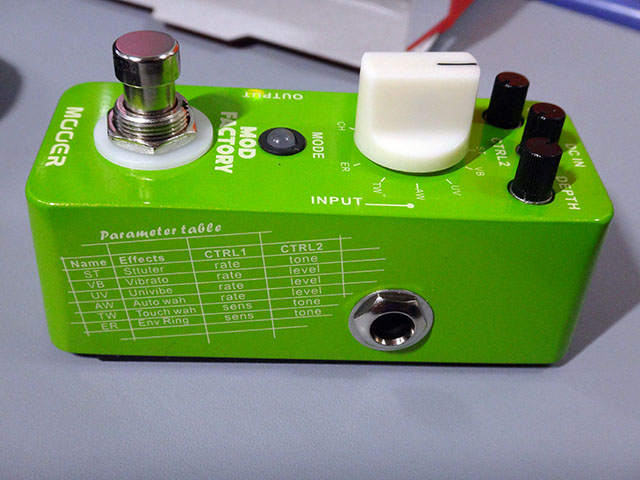 MOOER
MOD
FACTORY
OUTPUT
MODE
CH
ER
TW
AW
UV
VB
CTRL2
DC IN
DEPTH
INPUT
Parameter table
Name Effects CTRL1 CTRL2
ST Sttuter rate tone
VB Vibrato rate level
UV Univibe rate level
AW Auto wah rate level
TW Touch wah sens tone
ER Env Ring sens tone